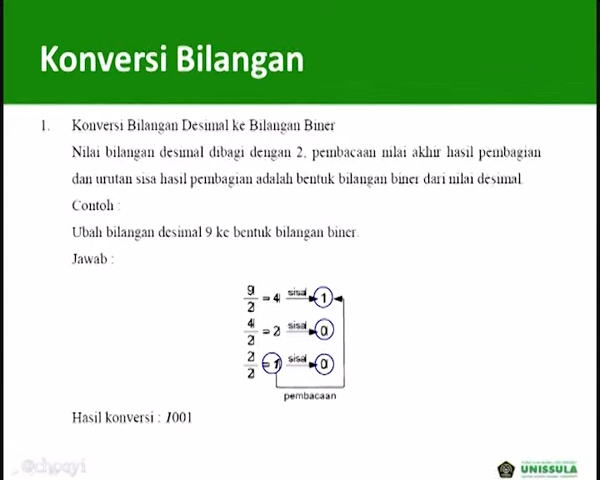 Konversi Bilangan
1. Konversi Bilangan Desimal ke Bilangan Biner
Nilai bilangan desimal dibagi dengan 2, pembacaan nilai akhir hasil pembagian
dan urutan sisa hasil pembagian adalah bentuk bilangan biner dari nilai desimal.
Contoh :
Ubah bilangan desimal 9 ke bentuk bilangan biner.
Jawab :
9/2 = 4 sisa 1
4/2 = 2 sisa 0
2/2 = 1 sisa 0
pembacaan
Hasil konversi : 1001
@choqyi
UNISSULA